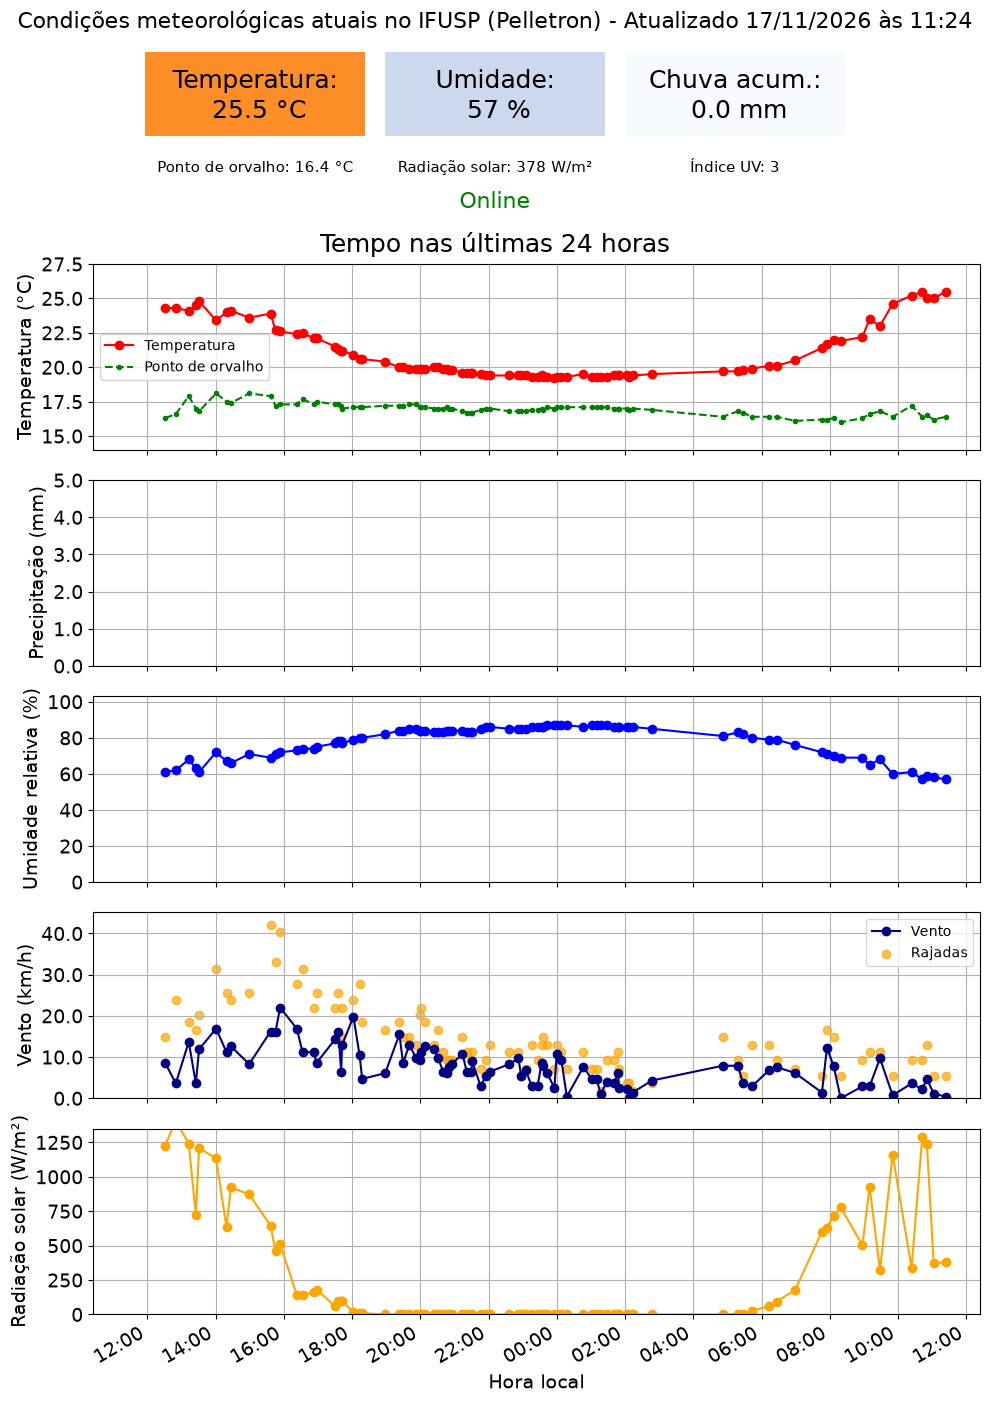 Condições meteorológicas atuais no IFUSP (Pelletron) - Atualizado 17/11/2026 às 11:24
Temperatura:
25.5 °C
Umidade:
57 %
Chuva acum.:
0.0 mm
Ponto de orvalho: 16.4 °C
Radiação solar: 378 W/m²
Índice UV: 3
Online
Tempo nas últimas 24 horas
Temperatura (°C)
27.5
25.0
22.5
20.0
17.5
15.0
Temperatura
Ponto de orvalho
Precipitação (mm)
5.0
4.0
3.0
2.0
1.0
0.0
Umidade relativa (%)
100
80
60
40
20
0
Vento (km/h)
40.0
30.0
20.0
10.0
0.0
Vento
Rajadas
Radiação solar (W/m²)
1250
1000
750
500
250
0
12:00
14:00
16:00
18:00
20:00
22:00
00:00
02:00
04:00
06:00
08:00
10:00
12:00
Hora local